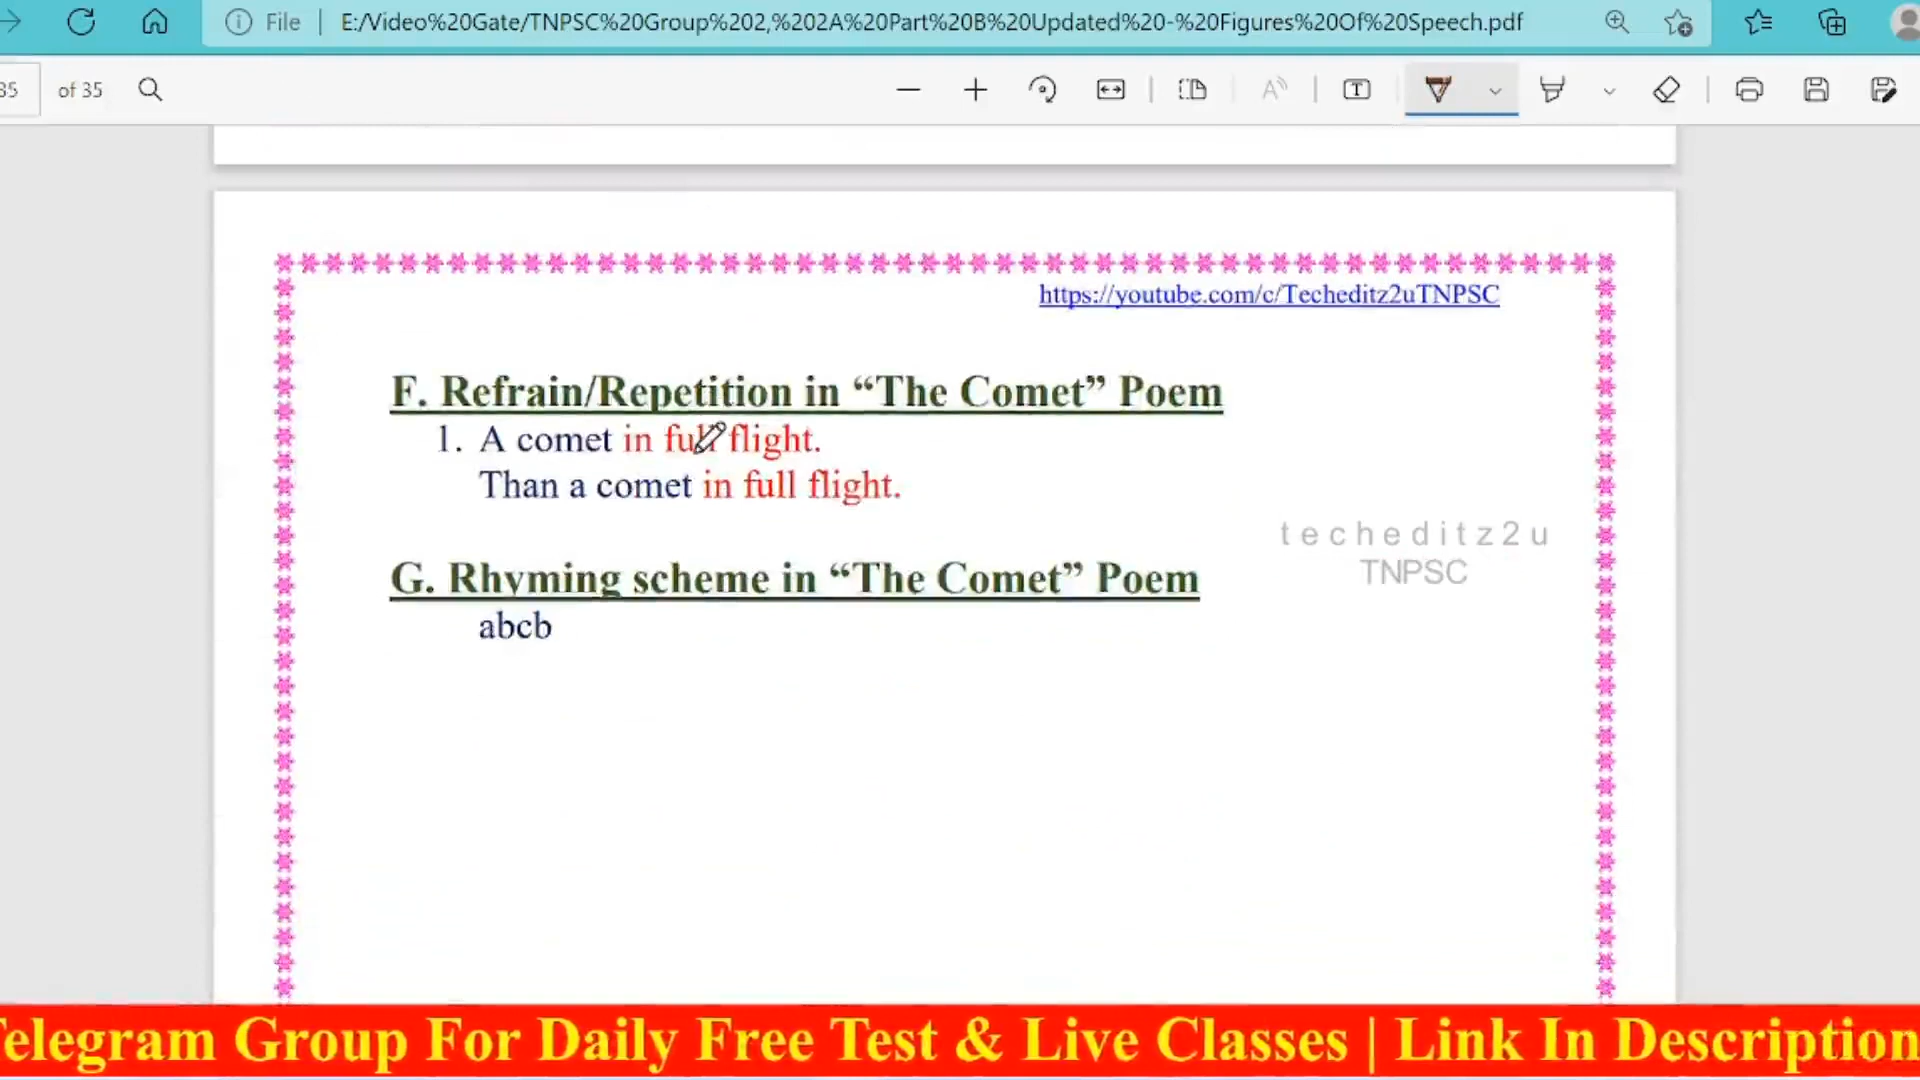 File | E:/Video%20Gate/TNPSC%20Group%202,%202A%20Part%20B%20Updated%20-%20Figures%20Of%20Speech.pdf
35 of 35
https://youtube.com/c/Techeditz2uTNPSC
F. Refrain/Repetition in “The Comet” Poem
1. A comet in full flight.
Than a comet in full flight.
techeditz2u
TNPSC
G. Rhyming scheme in “The Comet” Poem
abcb
Telegram Group For Daily Free Test & Live Classes | Link In Description